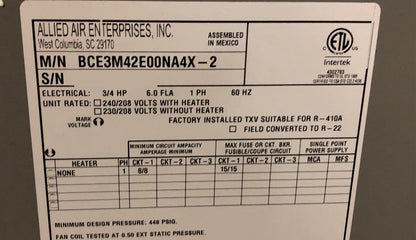 ALLIED AIR ENTERPRISES, INC.
West Columbia, SC 29170
ASSEMBLED IN MEXICO
M/N BCE3M42E00NA4X-2
S/N
ETL
Intertek
4002783
ELECTRICAL: 3/4 HP 6.0 FLA 1 PH 60 HZ
UNIT RATED: 240/208 VOLTS WITH HEATER
230/208 VOLTS WITHOUT HEATER
MARK VOLTAGE
FACTORY INSTALLED TXV SUITABLE FOR R-410A
FIELD CONVERTED TO R-22
MINIMUM CIRCUIT AMPACITY
AMPERAGE MINIMUM
MAX FUSE OR CKT. BKR.
FUSIBLE/COUPE CIRCUIT
SINGLE POINT
POWER SUPPLY
HEATER PH CKT-1 CKT-2 CKT-3 CKT-1 CKT-2 CKT-3 MCA MFS
NONE 1 8/8 15/15
MINIMUM DESIGN PRESSURE: 449 PSIG.
FAN COIL TESTED AT 0.50 EXT STATIC PRESSURE.